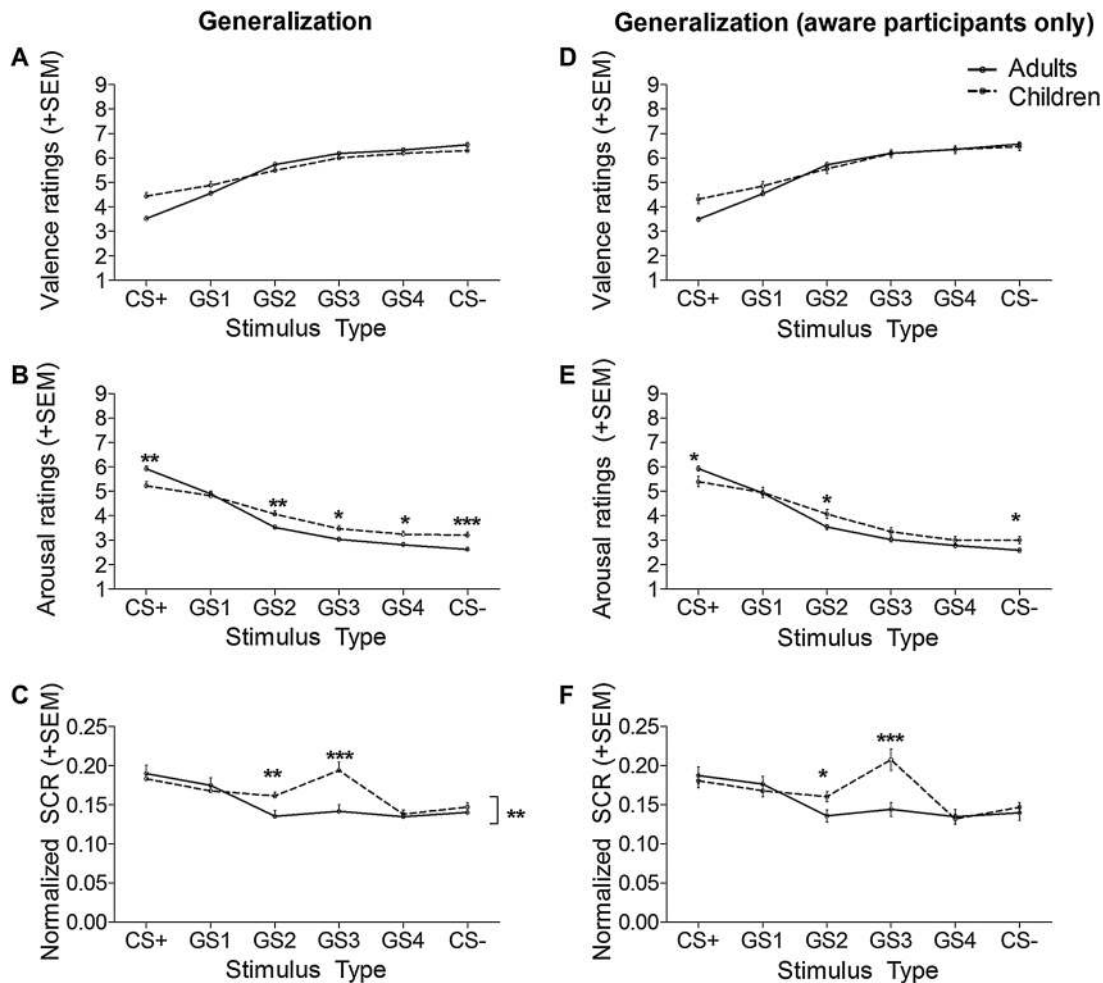 Generalization
Generalization (aware participants only)
A
Valence ratings (+SEM)
9
8
7
6
5
4
3
2
1
CS+ GS1 GS2 GS3 GS4 CS-
Stimulus Type
D
Adults
Children
Valence ratings (+SEM)
9
8
7
6
5
4
3
2
1
CS+ GS1 GS2 GS3 GS4 CS-
Stimulus Type
B
Arousal ratings (+SEM)
9
8
7
6
5
4
3
2
1
** ** * * ***
CS+ GS1 GS2 GS3 GS4 CS-
Stimulus Type
E
Arousal ratings (+SEM)
9
8
7
6
5
4
3
2
1
* * *
CS+ GS1 GS2 GS3 GS4 CS-
Stimulus Type
C
Normalized SCR (+SEM)
0.25
0.20
0.15
0.10
0.05
0.00
** *** **
CS+ GS1 GS2 GS3 GS4 CS-
Stimulus Type
F
Normalized SCR (+SEM)
0.25
0.20
0.15
0.10
0.05
0.00
* ***
CS+ GS1 GS2 GS3 GS4 CS-
Stimulus Type